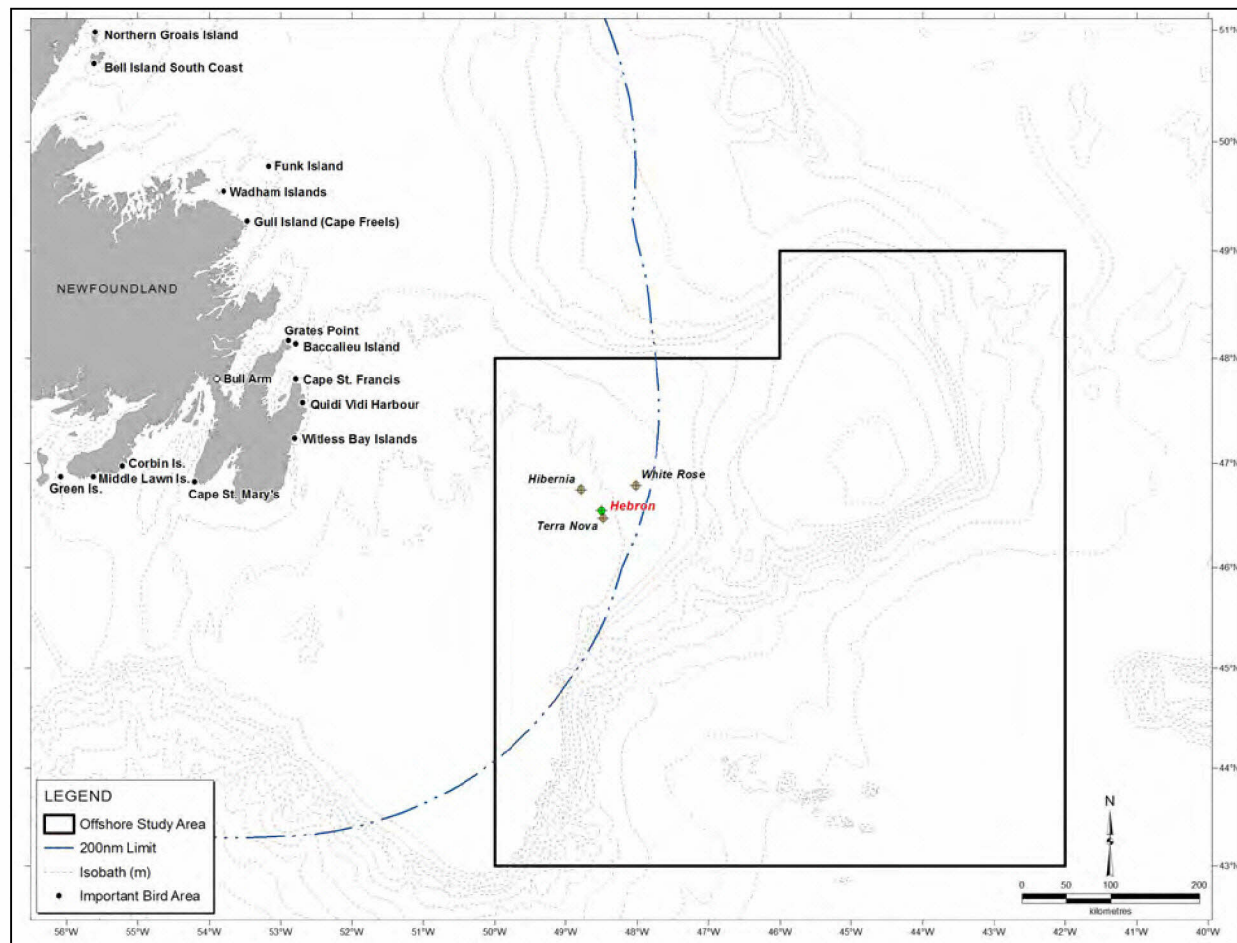 51°N
Northern Groais Island
Bell Island South Coast
50°N
Funk Island
Wadham Islands
Gull Island (Cape Freels)
49°N
NEWFOUNDLAND
Grates Point
Baccalieu Island
48°N
Bull Arm
Cape St. Francis
Quidi Vidi Harbour
Witless Bay Islands
Corbin Is.
Middle Lawn Is.
Green Is.
Cape St. Mary's
47°N
Hibernia
White Rose
Hebron
Terra Nova
46°N
45°N
44°N
43°N
LEGEND
Offshore Study Area
200nm Limit
Isobath (m)
Important Bird Area
N
0 50 100 200
kilometres
56°W 55°W 54°W 53°W 52°W 51°W 50°W 49°W 48°W 47°W 46°W 45°W 44°W 43°W 42°W 41°W 40°W